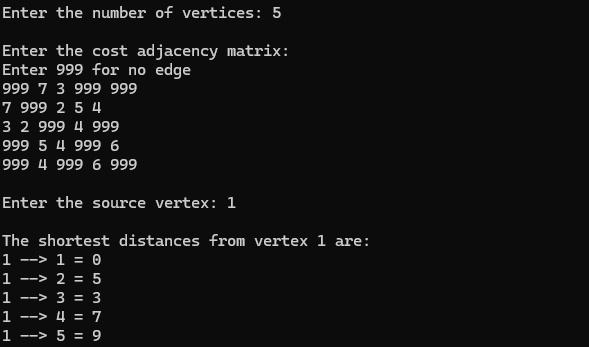 Enter the number of vertices: 5
Enter the cost adjacency matrix:
Enter 999 for no edge
999 7 3 999 999
7 999 2 5 4
3 2 999 4 999
999 5 4 999 6
999 4 999 6 999
Enter the source vertex: 1
The shortest distances from vertex 1 are:
1 --> 1 = 0
1 --> 2 = 5
1 --> 3 = 3
1 --> 4 = 7
1 --> 5 = 9